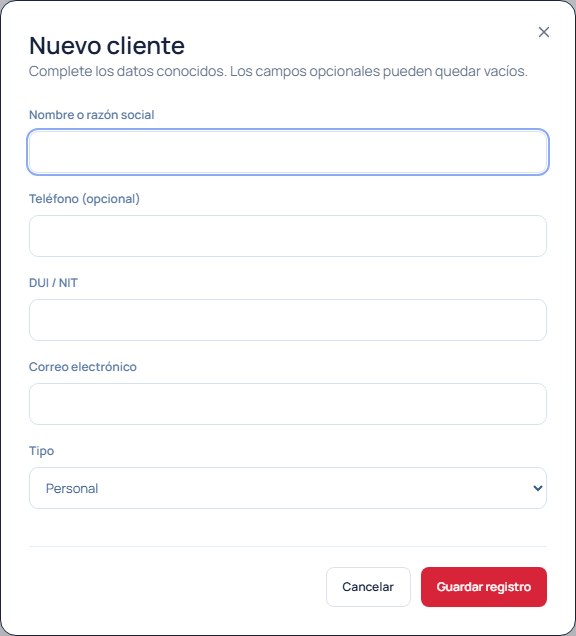 Nuevo cliente
Complete los datos conocidos. Los campos opcionales pueden quedar vacíos.
Nombre o razón social
Teléfono (opcional)
DUI / NIT
Correo electrónico
Tipo
Personal
Cancelar
Guardar registro